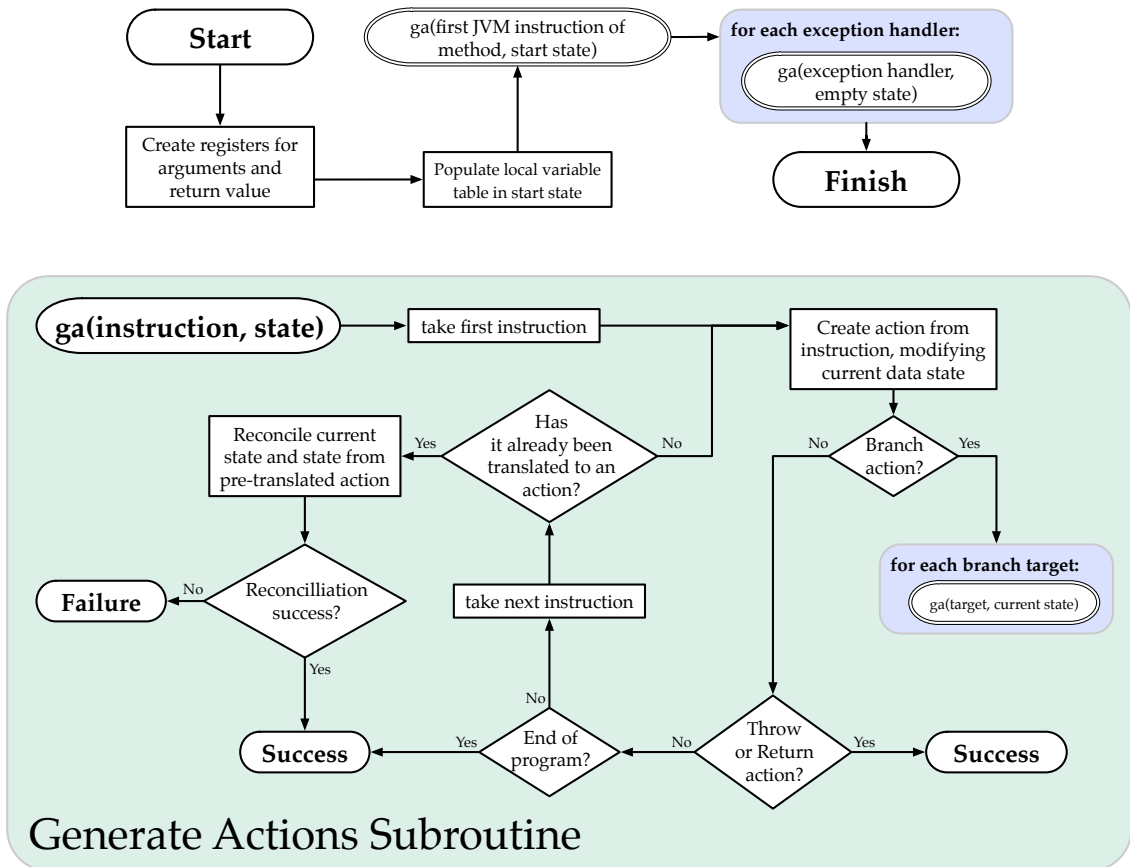 Start
ga(first JVM instruction of
method, start state)
for each exception handler:
ga(exception handler,
empty state)
Create registers for
arguments and
return value
Populate local variable
table in start state
Finish
ga(instruction, state)
take first instruction
Create action from
instruction, modifying
current data state
Reconcile current
state and state from
pre-translated action
Yes
Has
it already been
translated to an
action?
No
No
Branch
action?
Yes
for each branch target:
ga(target, current state)
Failure
No
Reconcilliation
success?
take next instruction
Yes
No
No
Success
Yes
End of
program?
No
Throw
or Return
action?
Yes
Success
Generate Actions Subroutine